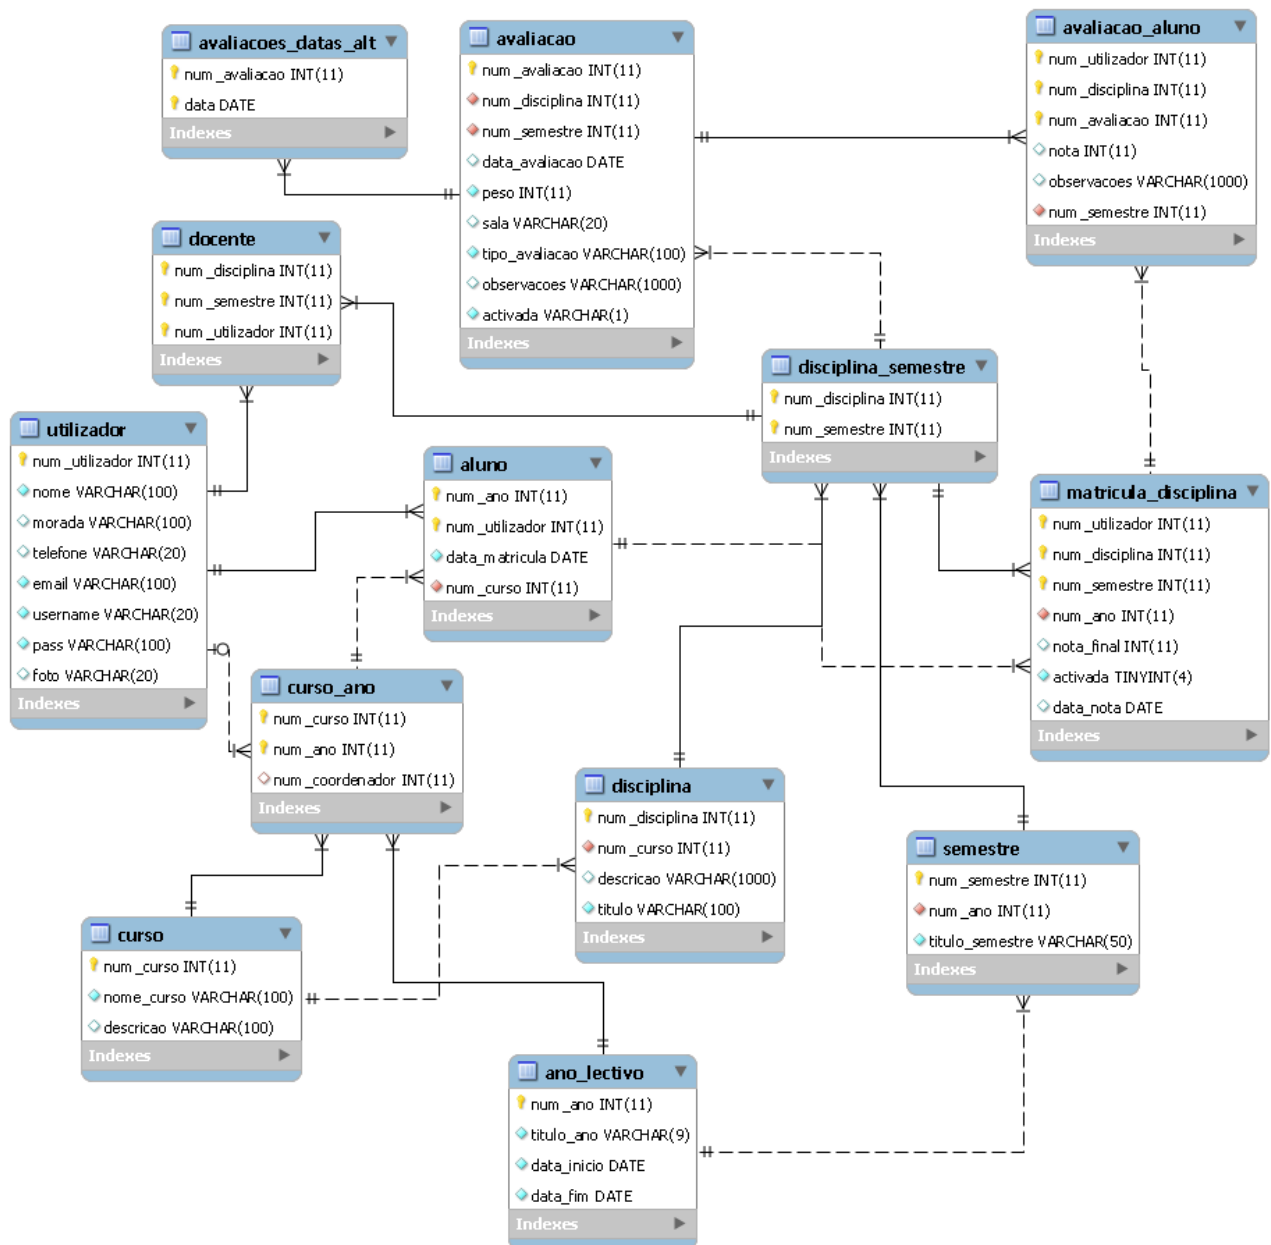 avaliacoes_datas_alt
num_avaliacao INT(11)
data DATE
Indexes
avaliacao
num_avaliacao INT(11)
num_disciplina INT(11)
num_semestre INT(11)
data_avaliacao DATE
peso INT(11)
sala VARCHAR(20)
tipo_avaliacao VARCHAR(100)
observacoes VARCHAR(1000)
activada VARCHAR(1)
Indexes
avaliacao_aluno
num_utilizador INT(11)
num_disciplina INT(11)
num_avaliacao INT(11)
nota INT(11)
observacoes VARCHAR(1000)
num_semestre INT(11)
Indexes
docente
num_disciplina INT(11)
num_semestre INT(11)
num_utilizador INT(11)
Indexes
disciplina_semestre
num_disciplina INT(11)
num_semestre INT(11)
Indexes
utilizador
num_utilizador INT(11)
nome VARCHAR(100)
morada VARCHAR(100)
telefone VARCHAR(20)
email VARCHAR(100)
username VARCHAR(20)
pass VARCHAR(100)
foto VARCHAR(20)
Indexes
aluno
num_ano INT(11)
num_utilizador INT(11)
data_matricula DATE
num_curso INT(11)
Indexes
matricula_disciplina
num_utilizador INT(11)
num_disciplina INT(11)
num_semestre INT(11)
num_ano INT(11)
nota_final INT(11)
activada TINYINT(4)
data_nota DATE
Indexes
curso_ano
num_curso INT(11)
num_ano INT(11)
num_coordenador INT(11)
Indexes
disciplina
num_disciplina INT(11)
num_curso INT(11)
descricao VARCHAR(1000)
titulo VARCHAR(100)
Indexes
semestre
num_semestre INT(11)
num_ano INT(11)
titulo_semestre VARCHAR(50)
Indexes
curso
num_curso INT(11)
nome_curso VARCHAR(100)
descricao VARCHAR(100)
Indexes
ano_lectivo
num_ano INT(11)
titulo_ano VARCHAR(9)
data_inicio DATE
data_fim DATE
Indexes